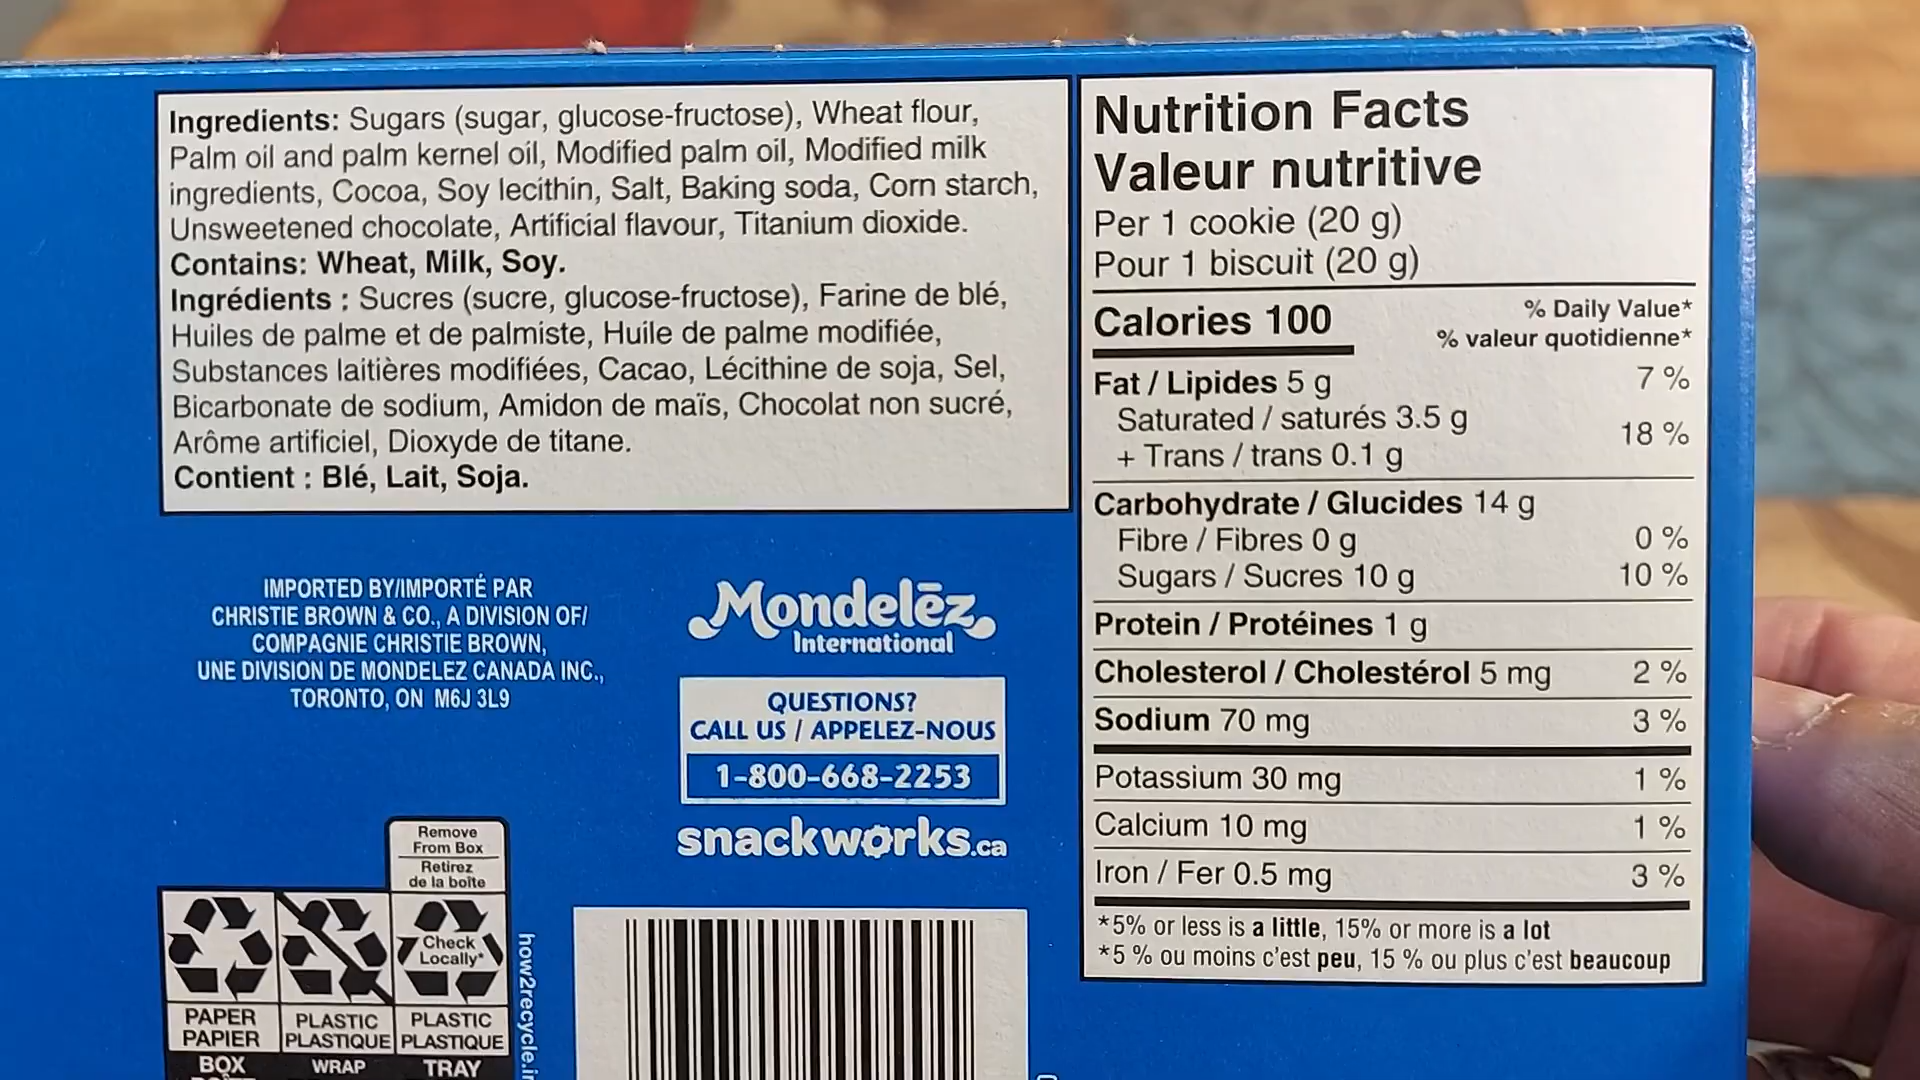 Ingredients: Sugars (sugar, glucose-fructose), Wheat flour,
Palm oil and palm kernel oil, Modified palm oil, Modified milk
ingredients, Cocoa, Soy lecithin, Salt, Baking soda, Corn starch,
Unsweetened chocolate, Artificial flavour, Titanium dioxide.
Contains: Wheat, Milk, Soy.
Ingrédients : Sucres (sucre, glucose-fructose), Farine de blé,
Huiles de palme et de palmiste, Huile de palme modifiée,
Substances laitières modifiées, Cacao, Lécithine de soja, Sel,
Bicarbonate de sodium, Amidon de maïs, Chocolat non sucré,
Arôme artificiel, Dioxyde de titane.
Contient : Blé, Lait, Soja.
IMPORTED BY/IMPORTÉ PAR
CHRISTIE BROWN & CO., A DIVISION OF/
COMPAGNIE CHRISTIE BROWN,
UNE DIVISION DE MONDELEZ CANADA INC.,
TORONTO, ON M6J 3L9
Mondelēz
International
QUESTIONS?
CALL US / APPELEZ-NOUS
1-800-668-2253
snackworks.ca
Remove
From Box
Retirez
de la boîte
Check
Locally*
PAPER PLASTIC PLASTIC
PAPIER PLASTIQUE PLASTIQUE
BOX WRAP TRAY
how2recycle.in
Nutrition Facts
Valeur nutritive
Per 1 cookie (20 g)
Pour 1 biscuit (20 g)
Calories 100
% Daily Value*
% valeur quotidienne*
Fat / Lipides 5 g 7 %
Saturated / saturés 3.5 g
+ Trans / trans 0.1 g 18 %
Carbohydrate / Glucides 14 g
Fibre / Fibres 0 g 0 %
Sugars / Sucres 10 g 10 %
Protein / Protéines 1 g
Cholesterol / Cholestérol 5 mg 2 %
Sodium 70 mg 3 %
Potassium 30 mg 1 %
Calcium 10 mg 1 %
Iron / Fer 0.5 mg 3 %
*5% or less is a little, 15% or more is a lot
*5 % ou moins c'est peu, 15 % ou plus c'est beaucoup